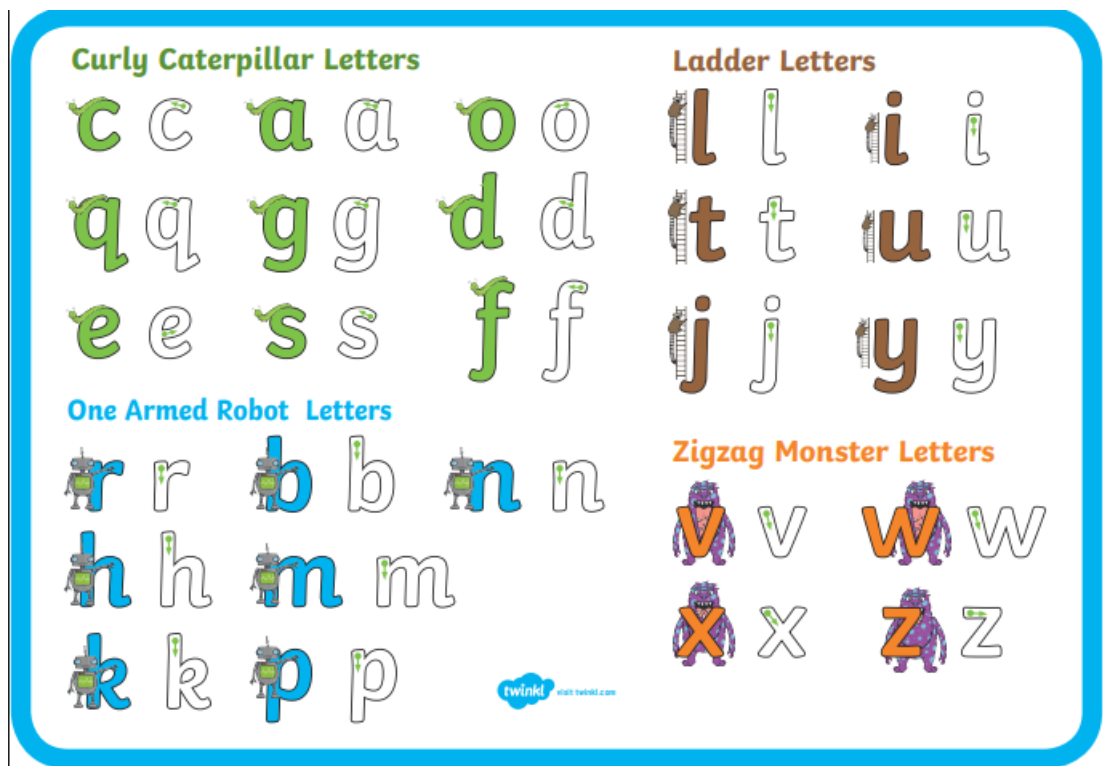 Curly Caterpillar Letters
c c a a o o
q q g g d d
e e s s f f
One Armed Robot Letters
r r b b n n
h h m m
k k p p
Ladder Letters
l l i i
t t u u
j j y y
Zigzag Monster Letters
v v w w
x x z z
twinkl visit twinkl.com